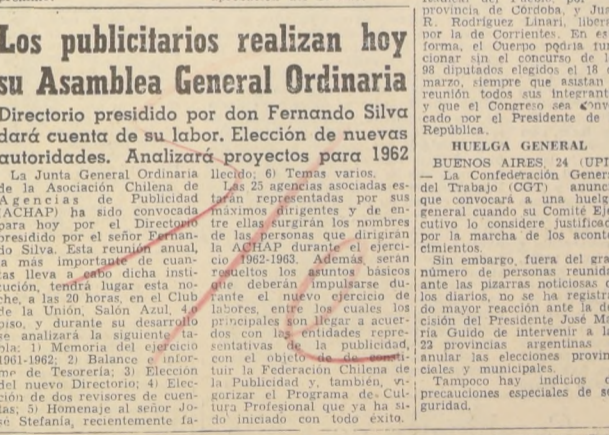 Los publicitarios realizan hoy
su Asamblea General Ordinaria
Directorio presidido por don Fernando Silva
dará cuenta de su labor. Elección de nuevas
autoridades. Analizará proyectos para 1962
La Junta General Ordinaria
de la Asociación Chilena de
Agencias de Publicidad
(ACHAP) ha sido convocada
para hoy por el Directorio
presidido por el señor Fernan-
do Silva. Esta reunión anual,
a más importante de cuan-
tas lleva a cabo dicha insti-
tución, tendrá lugar esta no-
che, a las 20 horas, en el Club
de la Unión, Salón Azul, 4.o
piso, y durante su desarrollo
se analizará la siguiente ta-
bla: 1) Memoria del ejercicio
1961-1962; 2) Balance e infor-
me de Tesorería; 3) Elección
del nuevo Directorio; 4) Elec-
ción de dos revisores de cuen-
tas; 5) Homenaje al señor Jo-
sé Stefanía, recientemente fa-
llecido; 6) Temas varios.
Las 25 agencias asociadas es-
tarán representadas por sus
máximos dirigentes y de en-
tre ellas surgirán los nombres
de las personas que dirigirán
la ACHAP durante el ejerci-
cio 1962-1963. Además, serán
resueltos los asuntos básicos
que deberán impulsarse du-
rante el nuevo ejercicio de
labores, entre los cuales los
principales son llegar a acuer-
dos con las entidades repre-
sentativas de la publicidad,
con el objeto de de consti-
tuir la Federación Chilena de
la Publicidad y, también, vi-
gorizar el Programa de Cul-
tura Profesional que ya ha si-
do iniciado con todo éxito.
provincia de Córdoba, y Jua
R. Rodríguez Linari, libera
por la de Corrientes. En es
forma, el Cuerpo podría fun
cionar sin el concurso de l
98 diputados elegidos el 18 d
marzo, siempre que asistan
reunión todos sus integrant
y que el Congreso sea con
cado por el Presidente de
República.
HUELGA GENERAL
BUENOS AIRES, 24 (UPI
— La Confederación Genera
del Trabajo (CGT) anunc
que convocará a una huelg
general cuando su Comité Eje
cutivo lo considere justificad
por la marcha de los acont
cimientos.
Sin embargo, fuera del gra
número de personas reunid
ante las pizarras noticiosas d
los diarios, no se ha registr
do mayor reacción ante la d
cisión del Presidente José M
ría Guido de intervenir a l
22 provincias argentinas
anular las elecciones provin
ciales y municipales.
Tampoco hay indicios d
precauciones especiales de s
guridad.